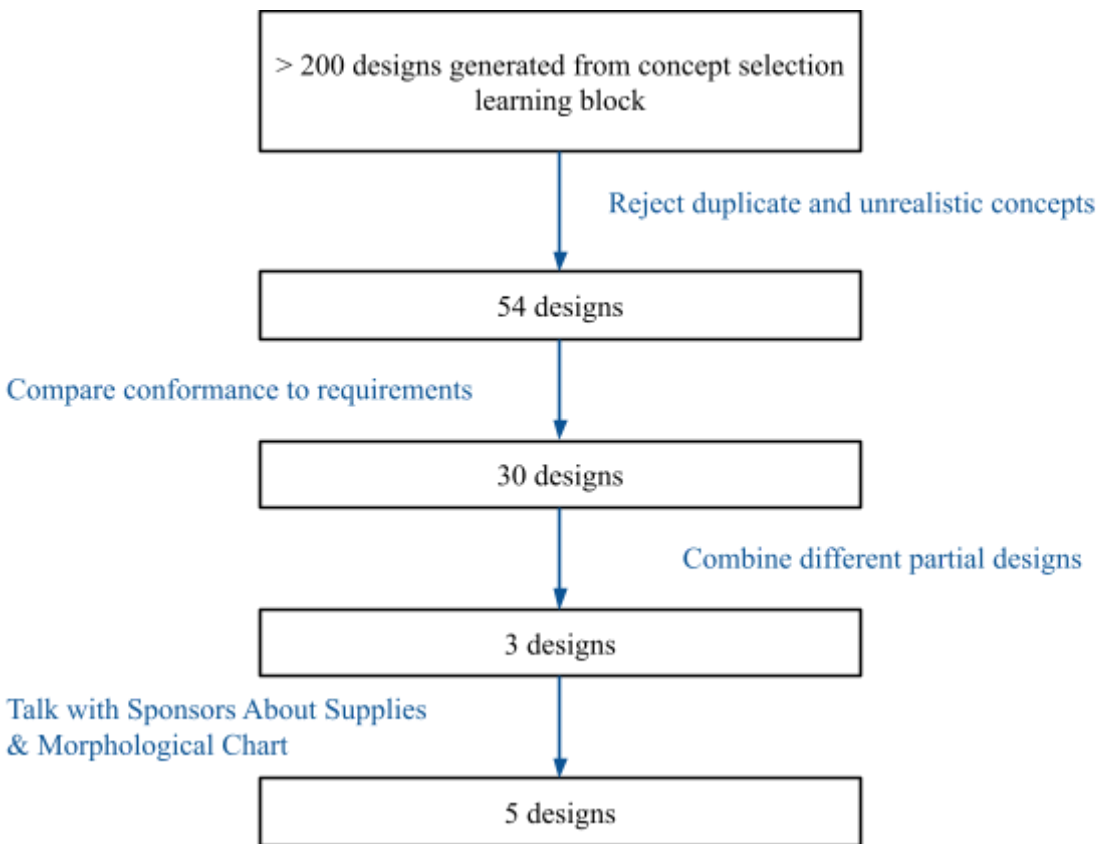 > 200 designs generated from concept selection
learning block
Reject duplicate and unrealistic concepts
54 designs
Compare conformance to requirements
30 designs
Combine different partial designs
3 designs
Talk with Sponsors About Supplies
& Morphological Chart
5 designs